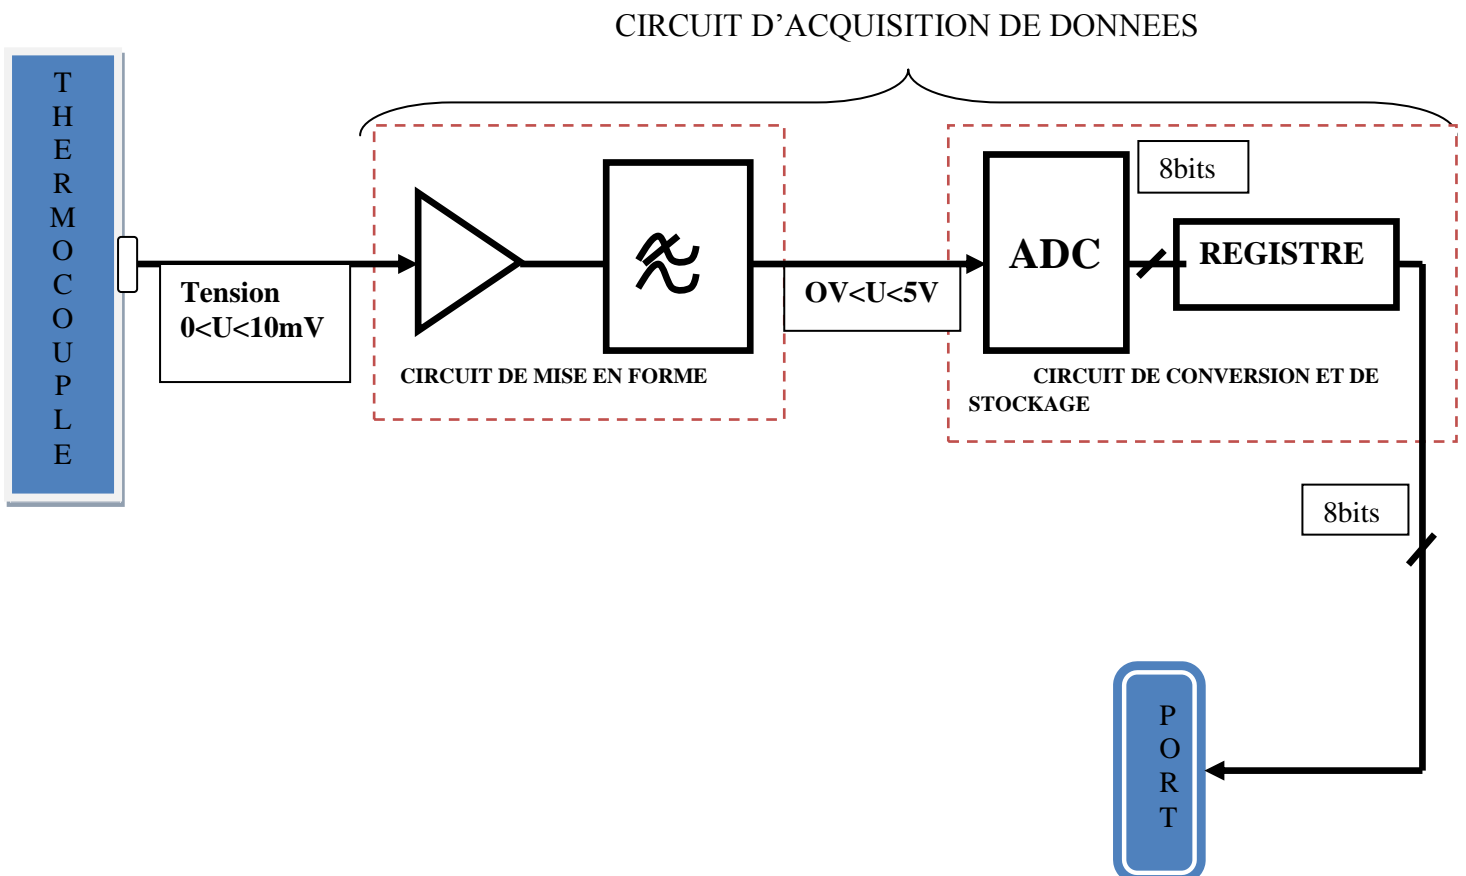 CIRCUIT D’ACQUISITION DE DONNEES
T
H
E
R
M
O
C
O
U
P
L
E
Tension
0<U<10mV
CIRCUIT DE MISE EN FORME
OV<U<5V
ADC
8bits
REGISTRE
CIRCUIT DE CONVERSION ET DE
STOCKAGE
8bits
P
O
R
T